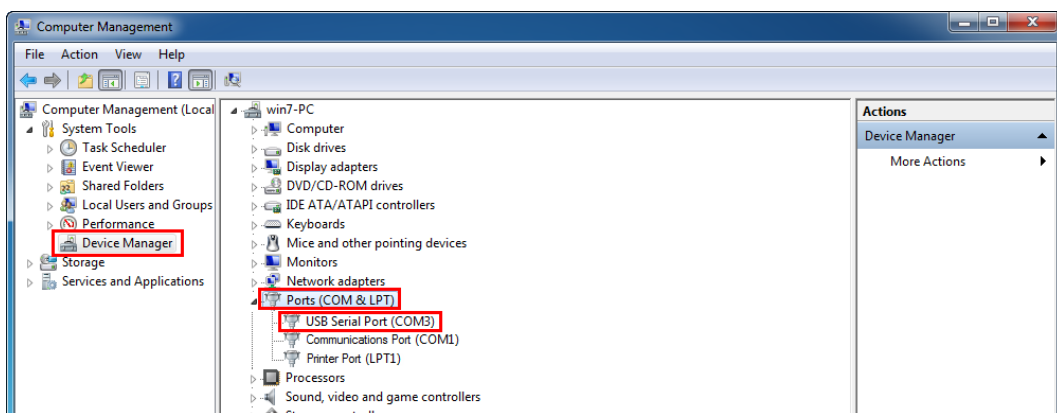 Computer Management
File Action View Help
Computer Management (Local
System Tools
Task Scheduler
Event Viewer
Shared Folders
Local Users and Groups
Performance
Device Manager
Storage
Services and Applications
win7-PC
Computer
Disk drives
Display adapters
DVD/CD-ROM drives
IDE ATA/ATAPI controllers
Keyboards
Mice and other pointing devices
Monitors
Network adapters
Ports (COM & LPT)
USB Serial Port (COM3)
Communications Port (COM1)
Printer Port (LPT1)
Processors
Sound, video and game controllers
Actions
Device Manager
More Actions